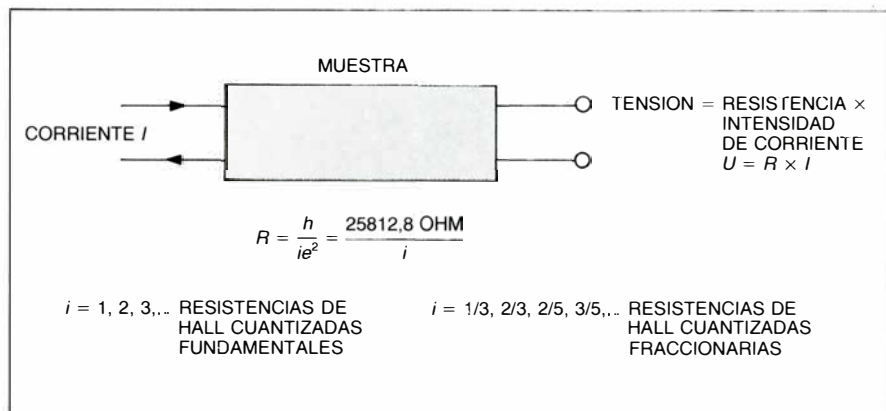 MUESTRA
CORRIENTE I
TENSION = RESISTENCIA ×
INTENSIDAD
DE CORRIENTE
U = R × I
R = h/ie² = 25812,8 OHM/i
i = 1, 2, 3,... RESISTENCIAS DE
HALL CUANTIZADAS
FUNDAMENTALES
i = 1/3, 2/3, 2/5, 3/5,... RESISTENCIAS DE
HALL CUANTIZADAS
FRACCIONARIAS